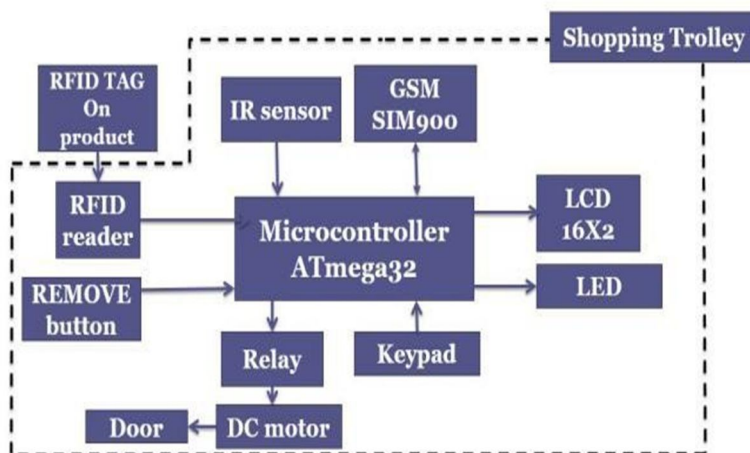 Shopping Trolley
RFID TAG
On
product
IR sensor
GSM
SIM900
RFID
reader
Microcontroller
ATmega32
LCD
16X2
REMOVE
button
LED
Relay
Keypad
Door
DC motor